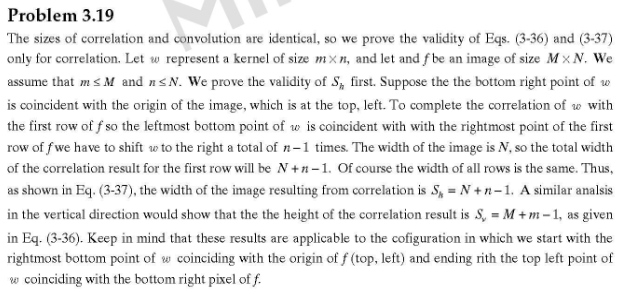 Problem 3.19
The sizes of correlation and convolution are identical, so we prove the validity of Eqs. (3-36) and (3-37)
only for correlation. Let w represent a kernel of size m×n, and let and f be an image of size M×N. We
assume that m≤M and n≤N. We prove the validity of S_h first. Suppose the the bottom right point of w
is coincident with the origin of the image, which is at the top, left. To complete the correlation of w with
the first row of f so the leftmost bottom point of w is coincident with with the rightmost point of the first
row of f we have to shift w to the right a total of n−1 times. The width of the image is N, so the total width
of the correlation result for the first row will be N+n−1. Of course the width of all rows is the same. Thus,
as shown in Eq. (3-37), the width of the image resulting from correlation is S_h = N+n−1. A similar analsis
in the vertical direction would show that the the height of the correlation result is S_v = M+m−1, as given
in Eq. (3-36). Keep in mind that these results are applicable to the cofiguration in which we start with the
rightmost bottom point of w coinciding with the origin of f (top, left) and ending rith the top left point of
w coinciding with the bottom right pixel of f.